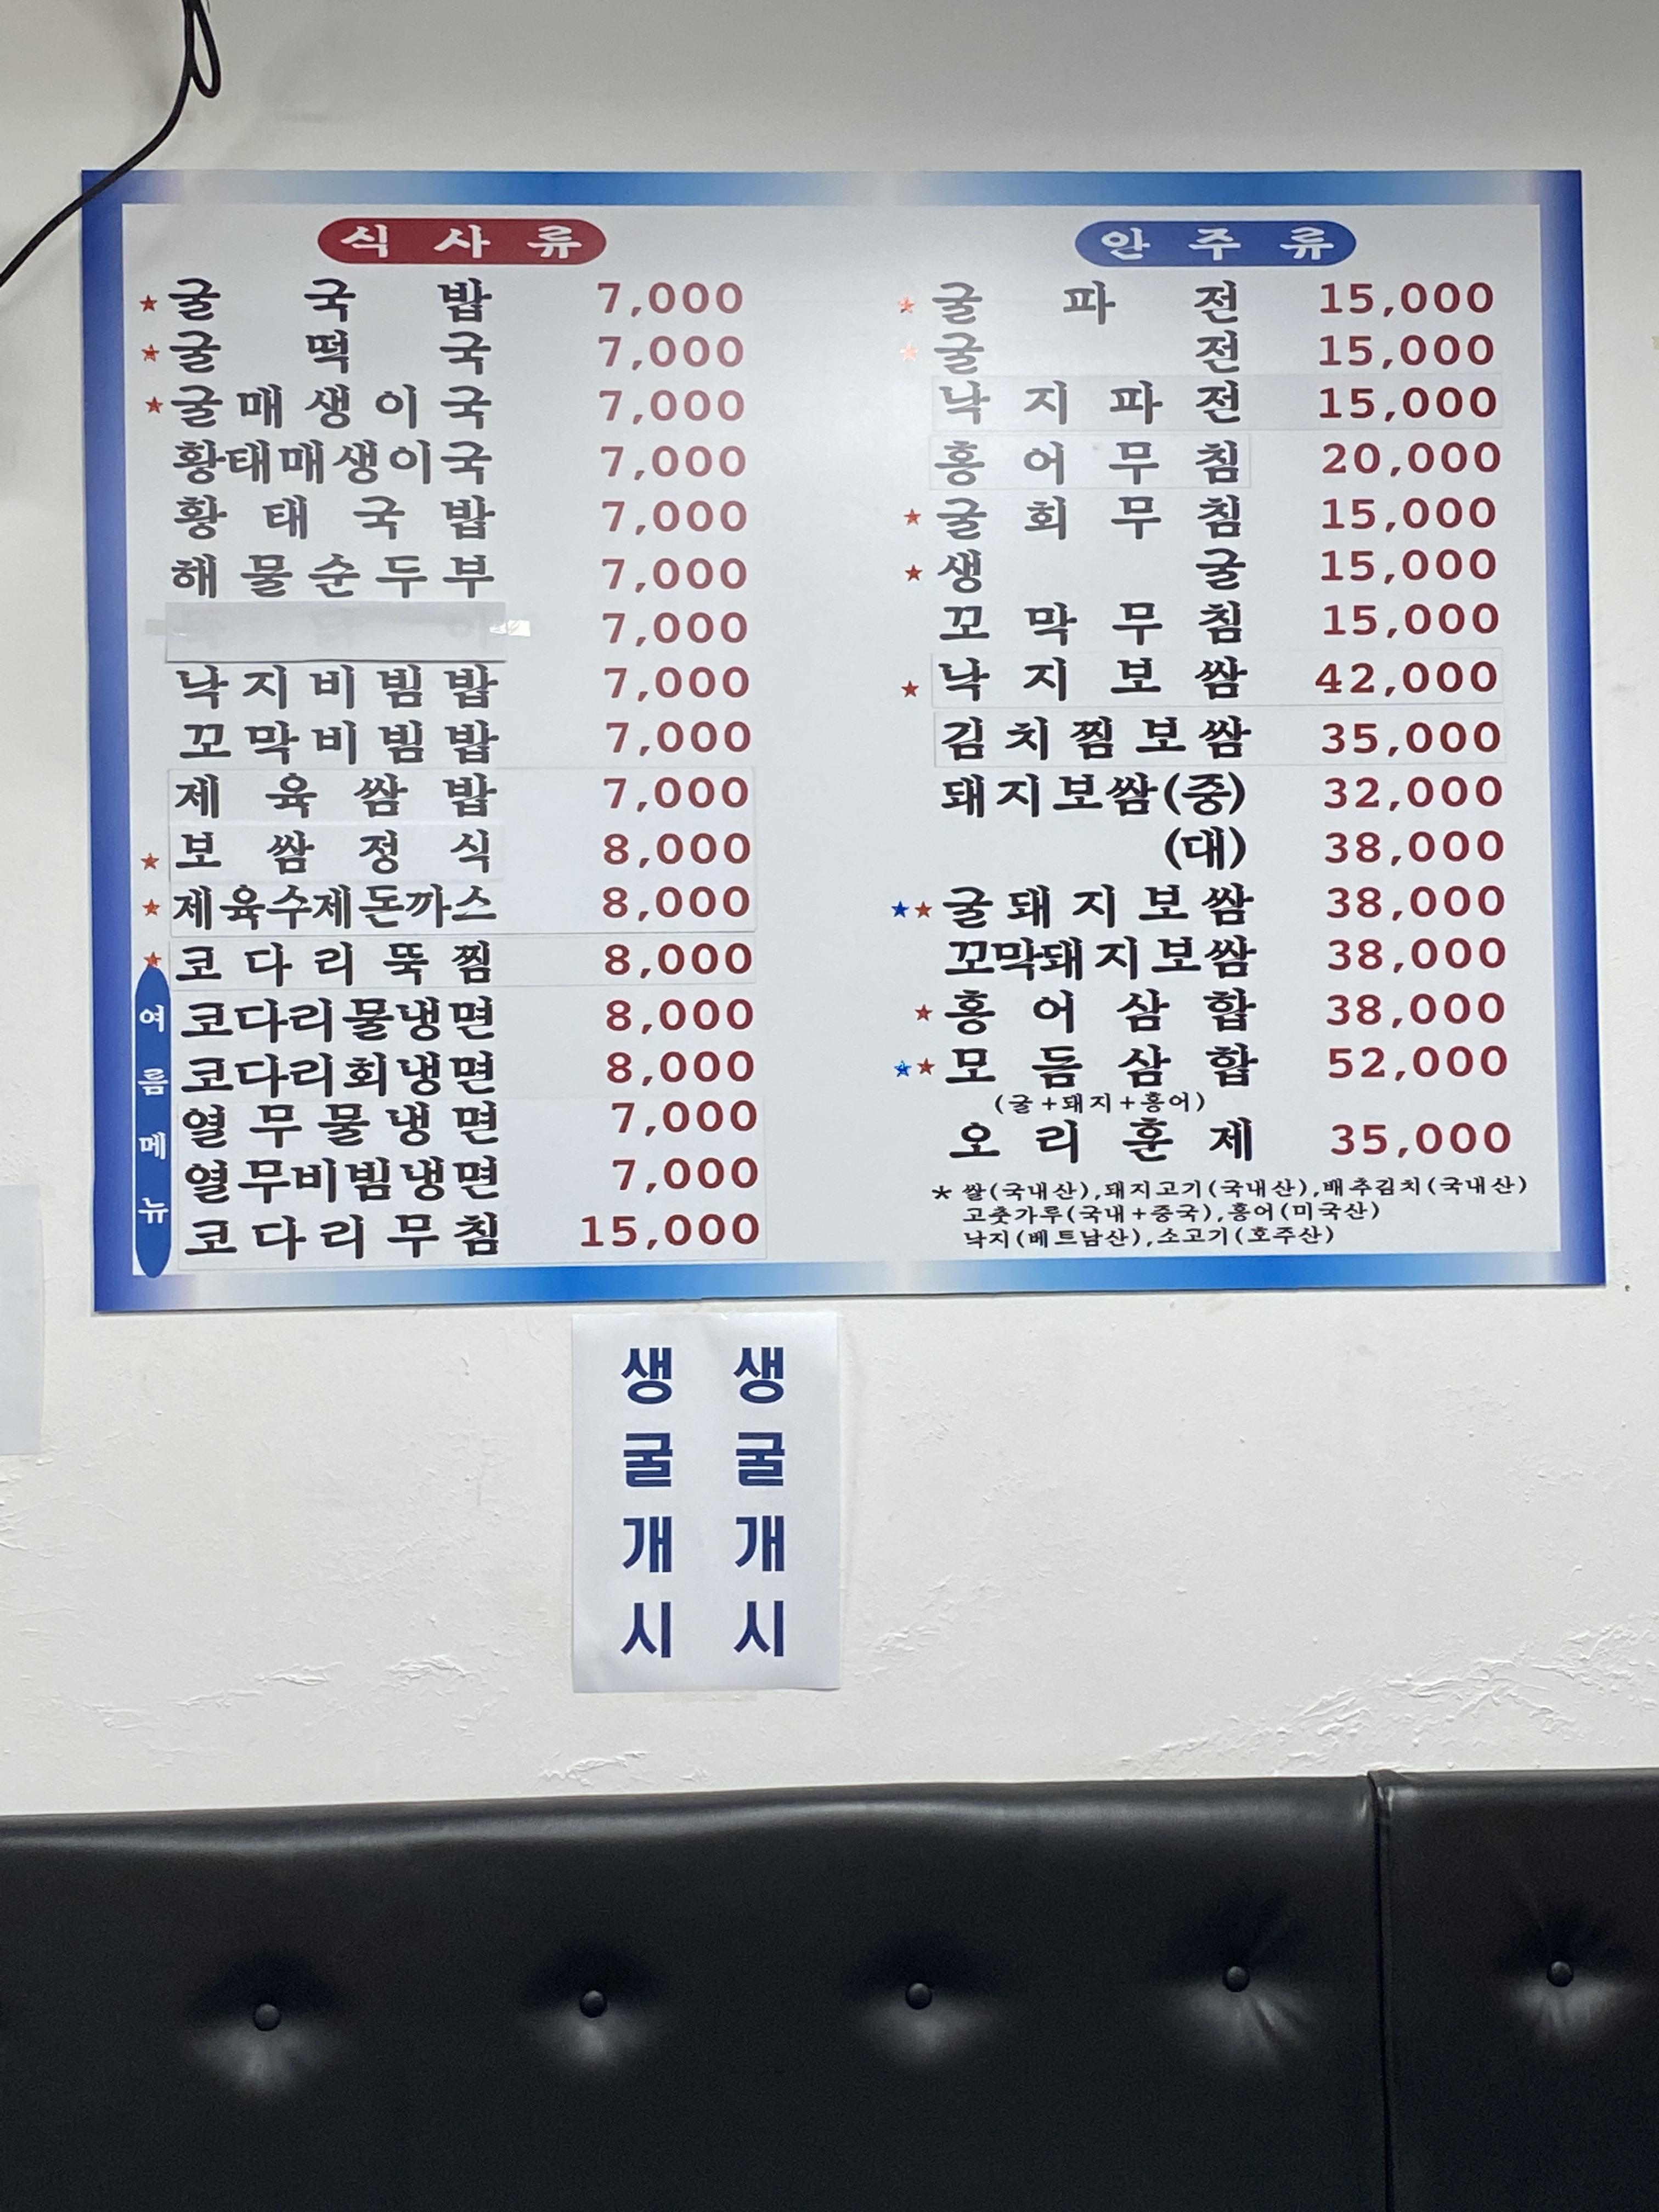 식사류
★굴국밥 7,000
★굴떡국 7,000
★굴매생이국 7,000
황태매생이국 7,000
황태국밥 7,000
해물순두부 7,000
7,000
낙지비빔밥 7,000
꼬막비빔밥 7,000
제육쌈밥 7,000
★보쌈정식 8,000
★제육수제돈까스 8,000
★코다리뚝찜 8,000
여름메뉴
코다리물냉면 8,000
코다리회냉면 8,000
열무물냉면 7,000
열무비빔냉면 7,000
코다리무침 15,000
안주류
★굴파전 15,000
★굴전 15,000
낙지파전 15,000
홍어무침 20,000
★굴회무침 15,000
★생굴 15,000
꼬막무침 15,000
★낙지보쌈 42,000
김치찜보쌈 35,000
돼지보쌈(중) 32,000
(대) 38,000
★★굴돼지보쌈 38,000
꼬막돼지보쌈 38,000
★홍어삼합 38,000
★★모듬삼합 52,000
(굴+돼지+홍어)
오리훈제 35,000
* 쌀(국내산),돼지고기(국내산),배추김치(국내산)
고춧가루(국내+중국),홍어(미국산)
낙지(베트남산),소고기(호주산)
생굴개시
생굴개시